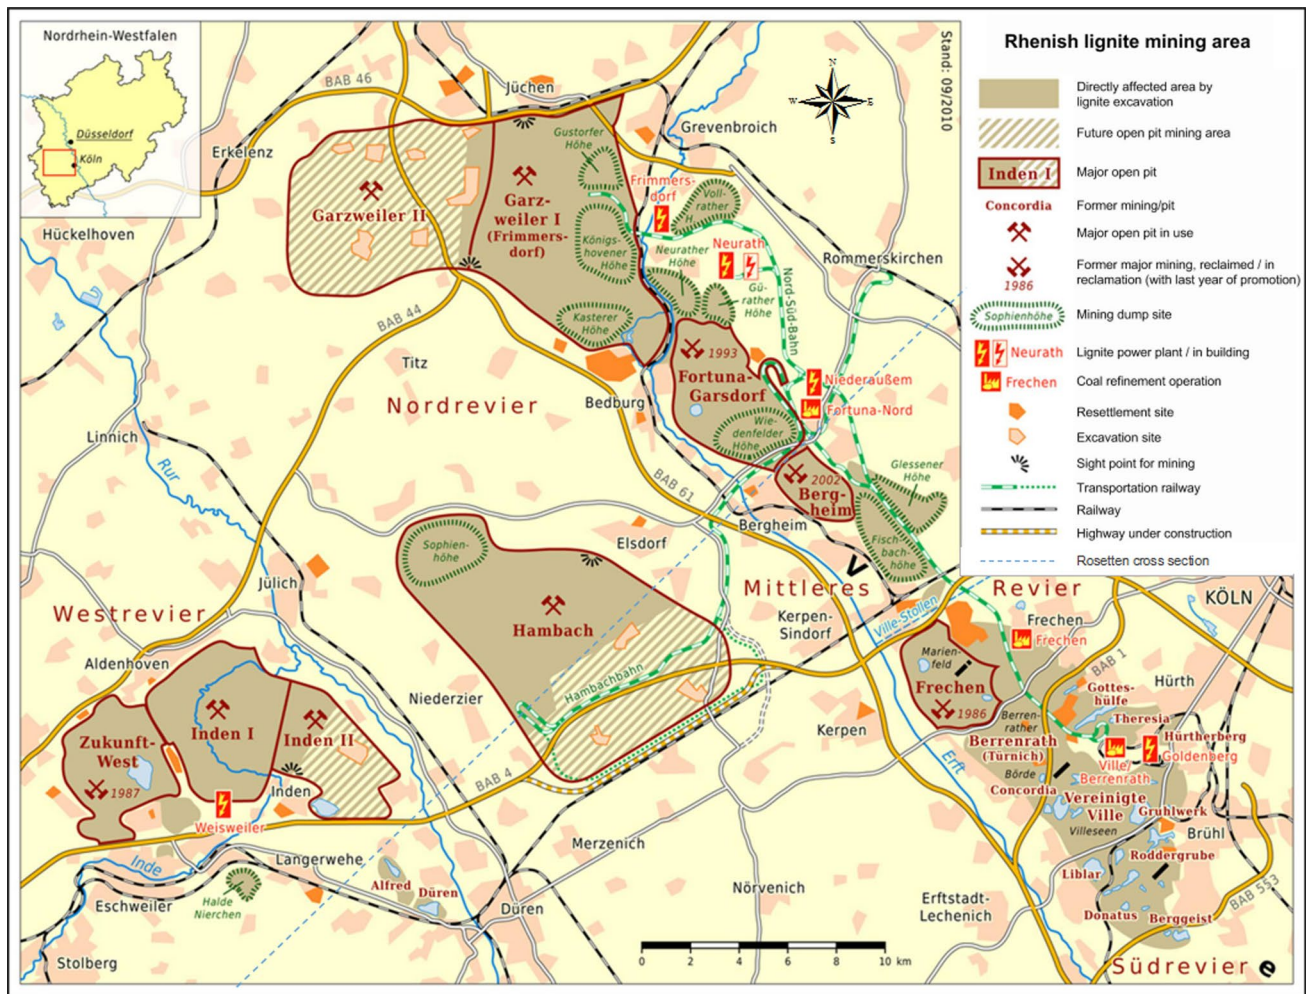 Nordrhein-Westfalen
Düsseldorf
Köln
Stand: 09/2010
N
W
E
S
Rhenish lignite mining area
Directly affected area by
lignite excavation
Future open pit mining area
Inden I
Major open pit
Concordia
Former mining/pit
Major open pit in use
1986
Former major mining, reclaimed / in
reclamation (with last year of promotion)
Sophienhöhe
Mining dump site
Neurath
Lignite power plant / in building
Frechen
Coal refinement operation
Resettlement site
Excavation site
Sight point for mining
Transportation railway
Railway
Highway under construction
Rosetten cross section
BAB 46
Jüchen
Grevenbroich
Erkelenz
Gustorfer
Höhe
Frimmers-
dorf
Voll-
rather
H.
Garzweiler II
Garz-
weiler I
(Frimmers-
dorf)
Königs-
hovener
Höhe
Neurather
Höhe
Neurath
Hückelhoven
Rommerskirchen
Gü-
rather
Höhe
Nord-Süd-Bahn
Kasterer
Höhe
BAB 44
1993
Titz
Fortuna-
Garsdorf
Niederaußem
Fortuna-Nord
Nordrevier
Bedburg
Wie-
denfelder
Höhe
Linnich
Rur
BAB 61
2002
Berg-
heim
Glessener
Höhe
Bergheim
Fisch-
bach-
höhe
Sophien-
höhe
Elsdorf
Jülich
Mittleres
Revier
KÖLN
Westrevier
Hambach
Kerpen-
Sindorf
Ville-Stollen
Frechen
Frechen
Aldenhoven
Marien-
feld
BAB 1
Niederzier
Hambachbahn
Frechen
1986
Hürth
Gottes-
hülfe
Inden I
Inden II
Zukunft-
West
1987
Kerpen
Berren-
rather
Börde
Theresia
Hürtherberg
Berrenrath
(Türnich)
Goldenberg
Ville/
Berrenrath
Erft
Inden
BAB 4
Concordia
Vereinigte
Ville
Gruhlwerk
Weisweiler
Villeseen
Brühl
Merzenich
Langerwehe
Inde
Roddergrube
Liblar
Alfred
Düren
Nörvenich
Erftstadt-
Lechenich
BAB 553
Eschweiler
Halde
Nierchen
Düren
Donatus
Berggeist
Stolberg
0
2
4
6
8
10 km
Südrevier
e